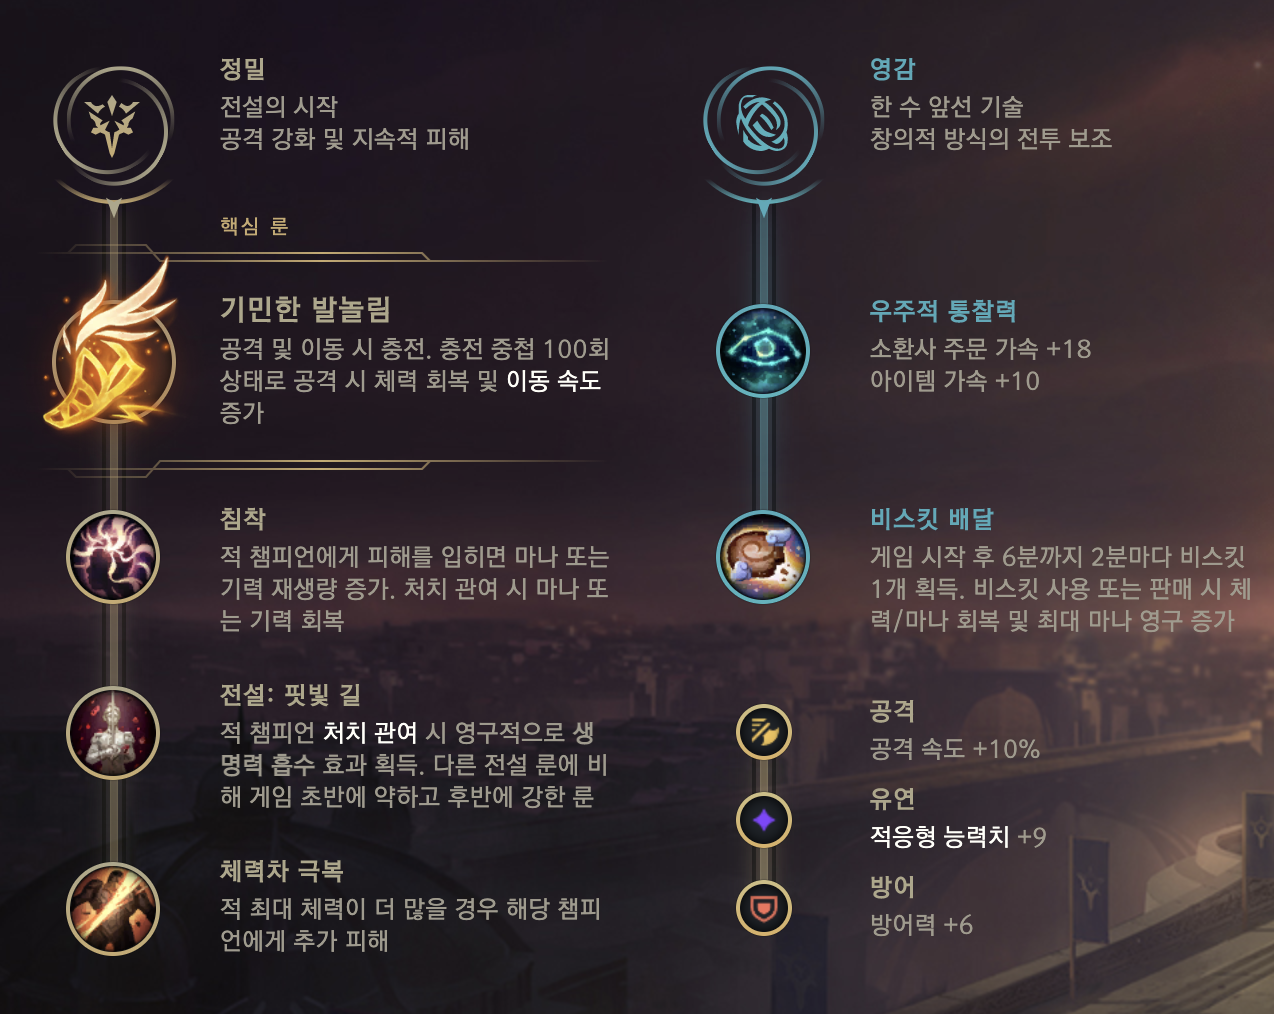 정밀
전설의 시작
공격 강화 및 지속적 피해
핵심 룬
기민한 발놀림
공격 및 이동 시 충전. 충전 중첩 100회
상태로 공격 시 체력 회복 및 이동 속도
증가
침착
적 챔피언에게 피해를 입히면 마나 또는
기력 재생량 증가. 처치 관여 시 마나 또
는 기력 회복
전설: 핏빛 길
적 챔피언 처치 관여 시 영구적으로 생
명력 흡수 효과 획득. 다른 전설 룬에 비
해 게임 초반에 약하고 후반에 강한 룬
체력차 극복
적 최대 체력이 더 많을 경우 해당 챔피
언에게 추가 피해
영감
한 수 앞선 기술
창의적 방식의 전투 보조
우주적 통찰력
소환사 주문 가속 +18
아이템 가속 +10
비스킷 배달
게임 시작 후 6분까지 2분마다 비스킷
1개 획득. 비스킷 사용 또는 판매 시 체
력/마나 회복 및 최대 마나 영구 증가
공격
공격 속도 +10%
유연
적응형 능력치 +9
방어
방어력 +6